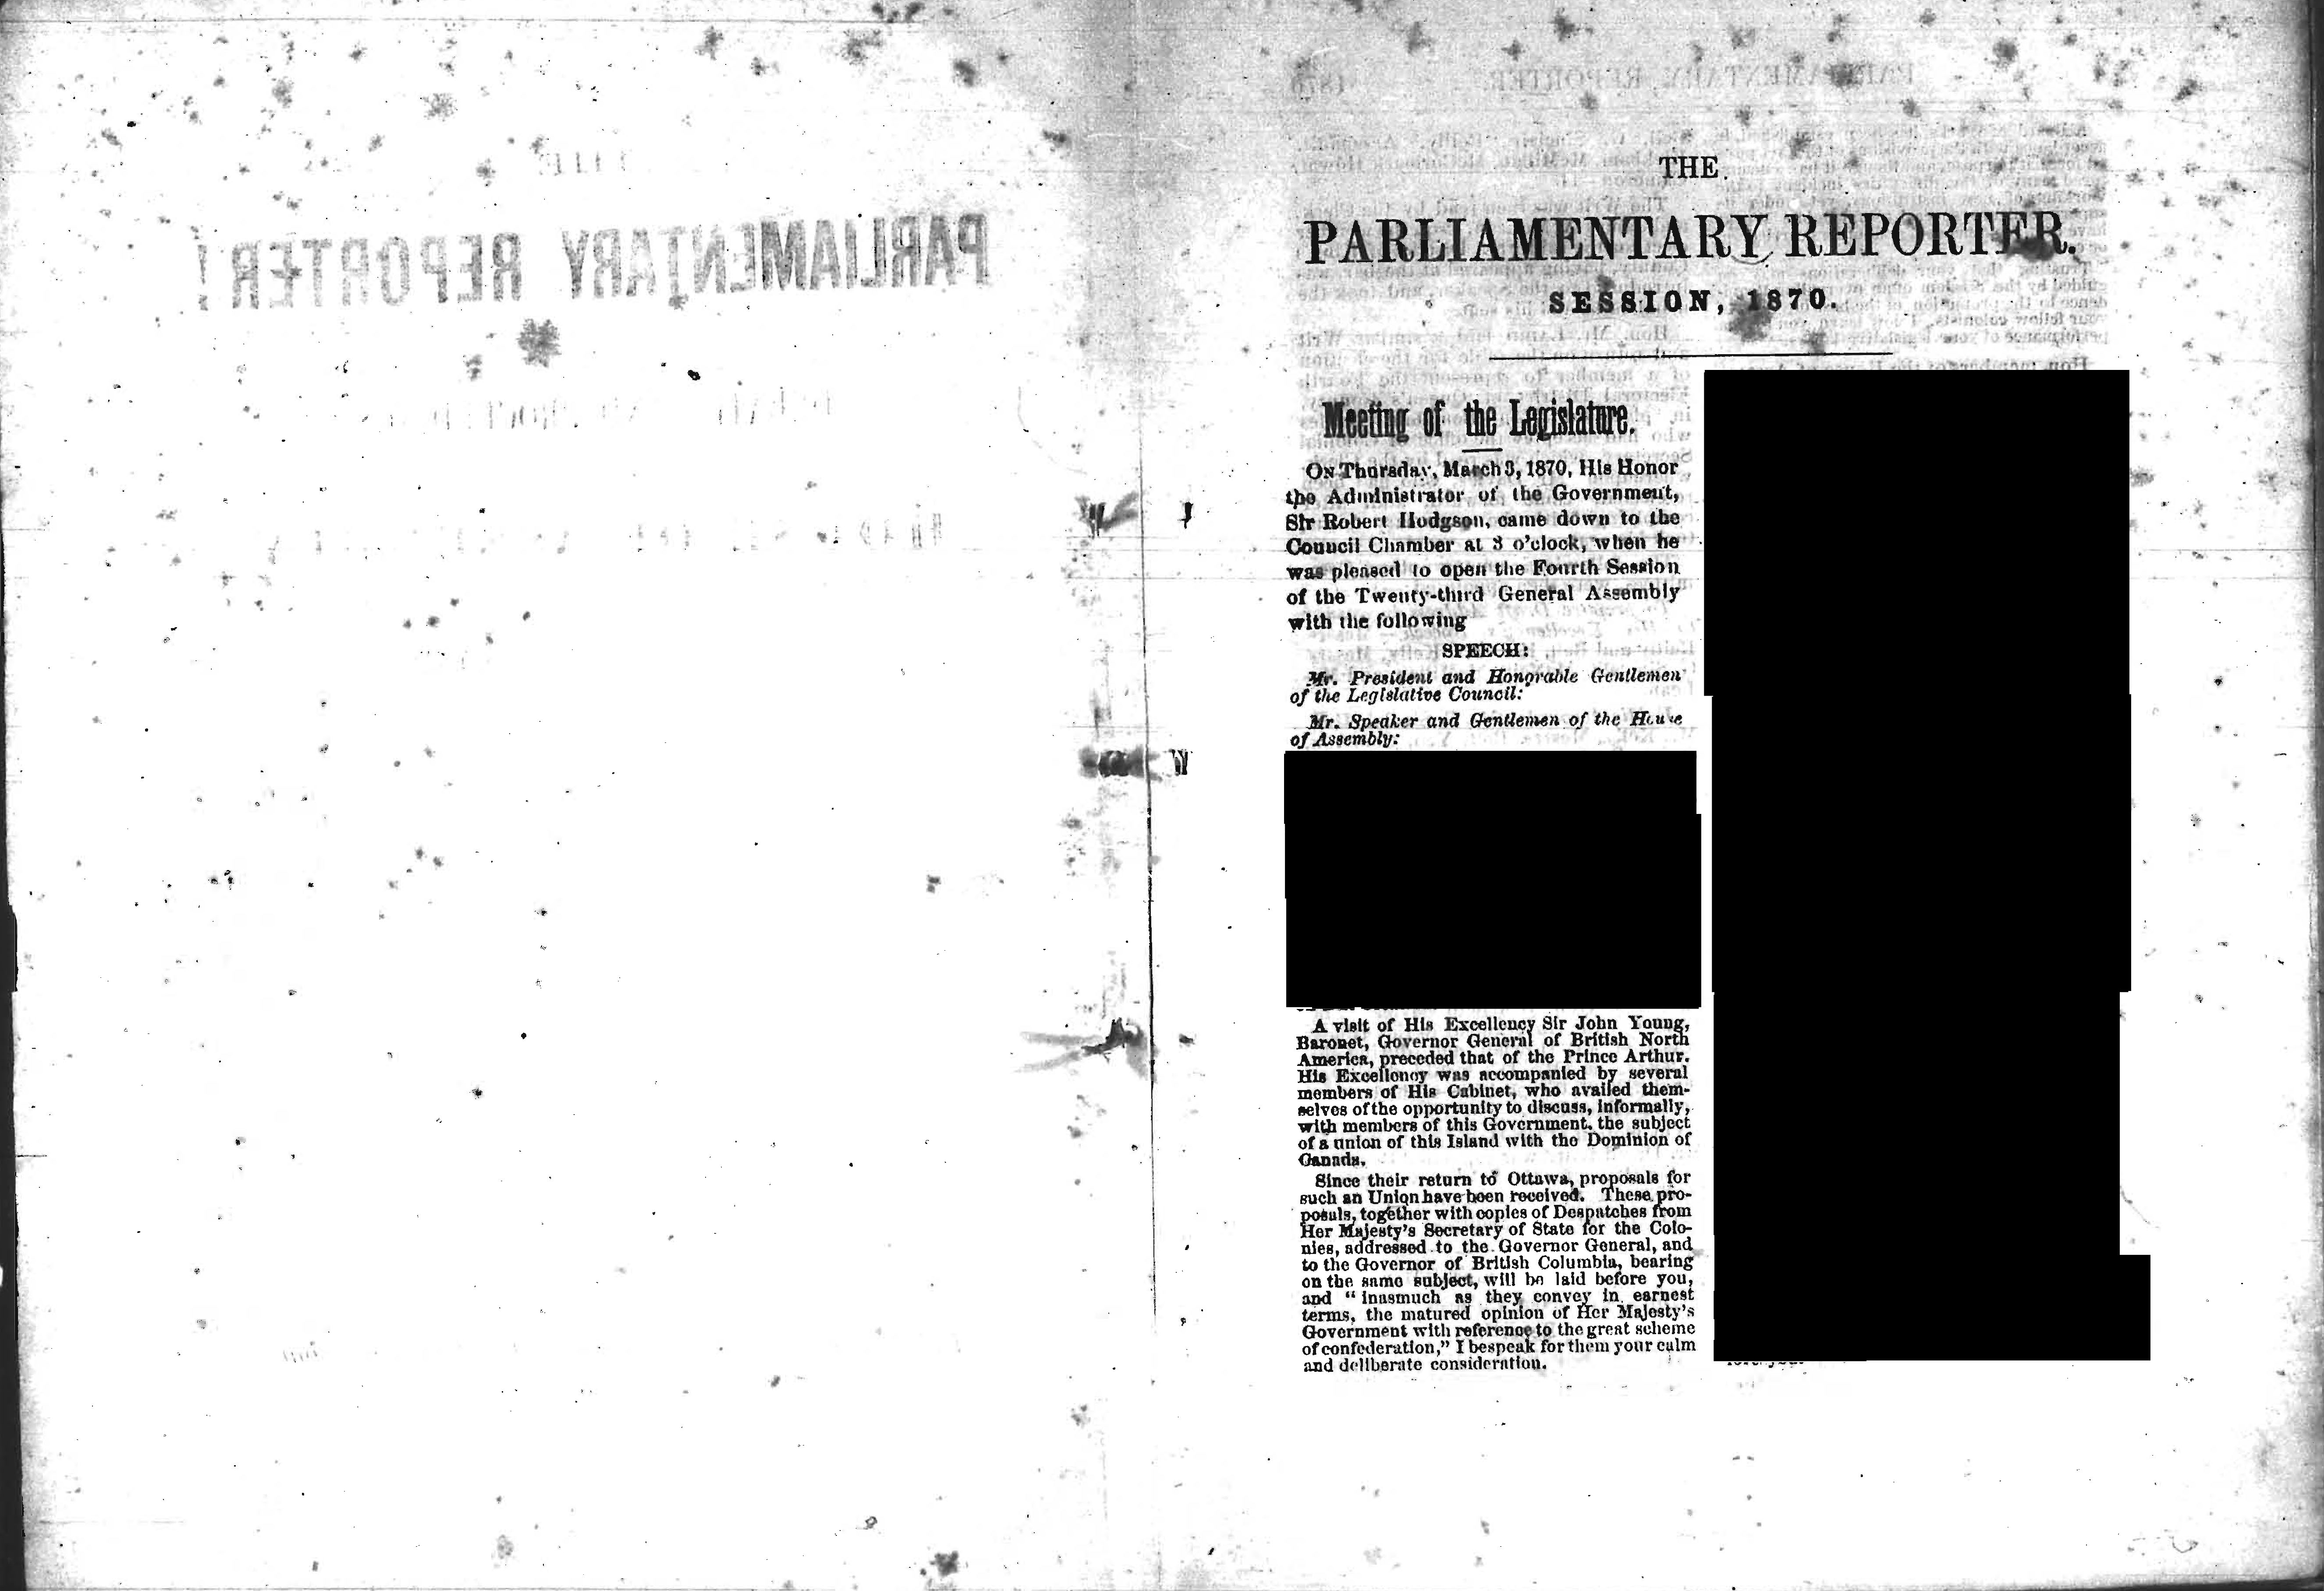 THE
PARLIAMENTARY REPORTER.
SESSION, 1870.
Meeting of the Legislature.
ON Thursday, March 3, 1870, His Honor
the Administrator of the Government,
Sir Robert Hodgson, came down to the
Council Chamber at 3 o'clock, when he
was pleased to open the Fourth Session
of the Twenty-third General Assembly
with the following
SPEECH:
Mr. President and Honorable Gentlemen
of the Legislative Council:
Mr. Speaker and Gentlemen of the House
of Assembly:
A visit of His Excellency Sir John Young,
Baronet, Governor General of British North
America, preceded that of the Prince Arthur.
His Excellency was accompanied by several
members of His Cabinet, who availed them-
selves of the opportunity to discuss, informally,
with members of this Government, the subject
of a union of this Island with the Dominion of
Canada.
Since their return to Ottawa, proposals for
such an Union have been received. These pro-
posals, together with copies of Despatches from
Her Majesty's Secretary of State for the Colo-
nies, addressed to the Governor General, and
to the Governor of British Columbia, bearing
on the same subject, will be laid before you,
and "inasmuch as they convey in earnest
terms, the matured opinion of Her Majesty's
Government with reference to the great scheme
of confederation," I bespeak for them your calm
and deliberate consideration.
PARLIAMENTARY REPORTER!